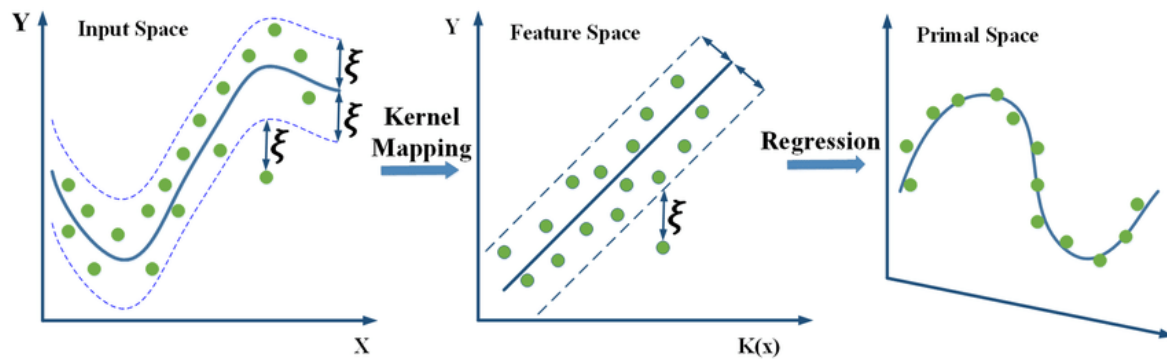 Y
Input Space
ξ
ξ
ξ
X
Kernel
Mapping
Y
Feature Space
ξ
K(x)
Regression
Primal Space